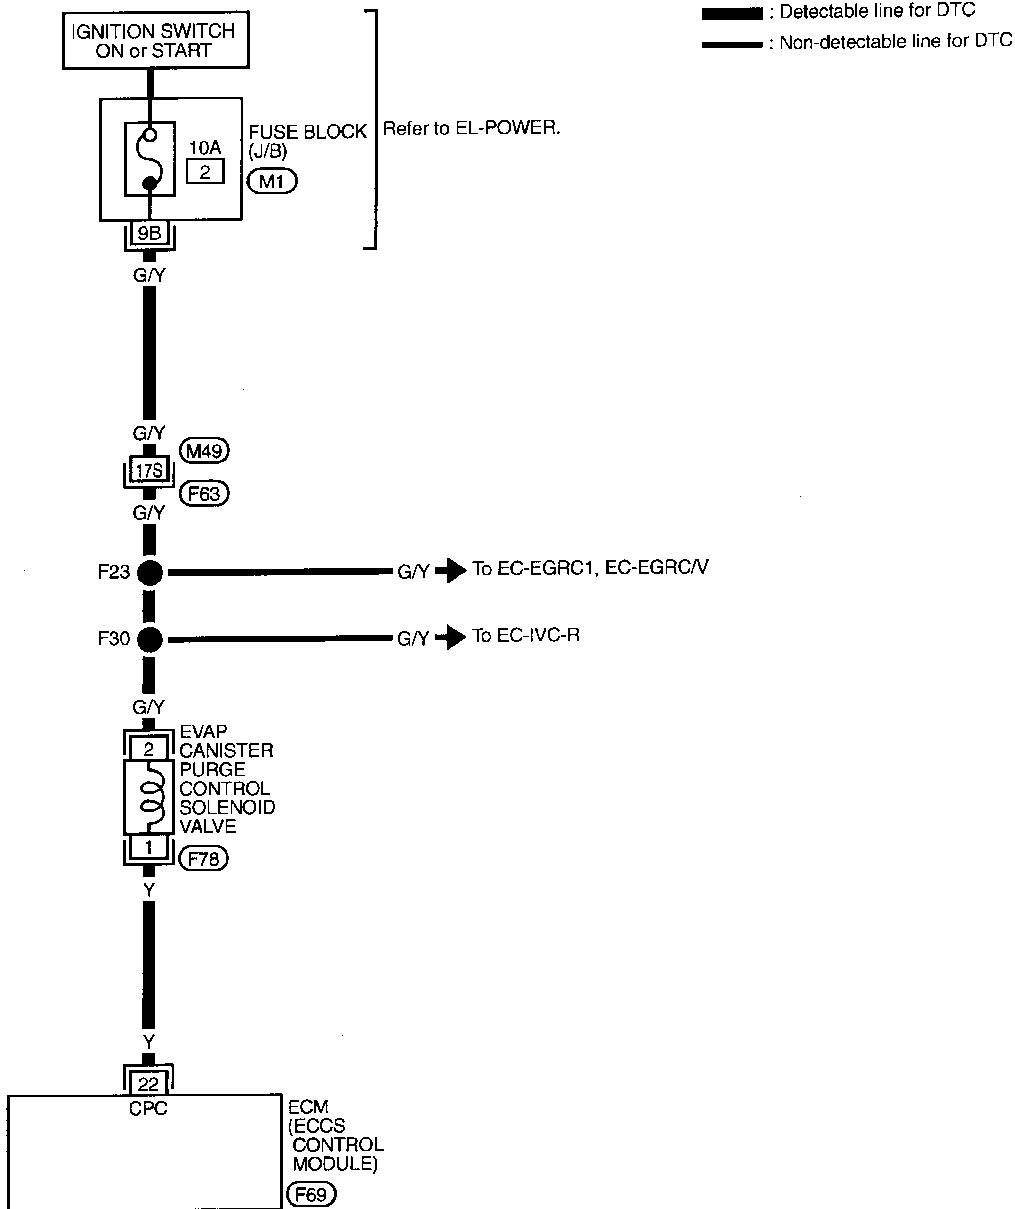 IGNITION SWITCH
ON or START
: Detectable line for DTC
: Non-detectable line for DTC
FUSE BLOCK
(J/B)
M1
10A
2
Refer to EL-POWER.
9B
G/Y
G/Y
M49
17S
F63
G/Y
F23
G/Y
To EC-EGRC1, EC-EGRC/V
F30
G/Y
To EC-IVC-R
G/Y
2
EVAP
CANISTER
PURGE
CONTROL
SOLENOID
VALVE
1
F78
Y
Y
22
CPC
ECM
(ECCS
CONTROL
MODULE)
F69